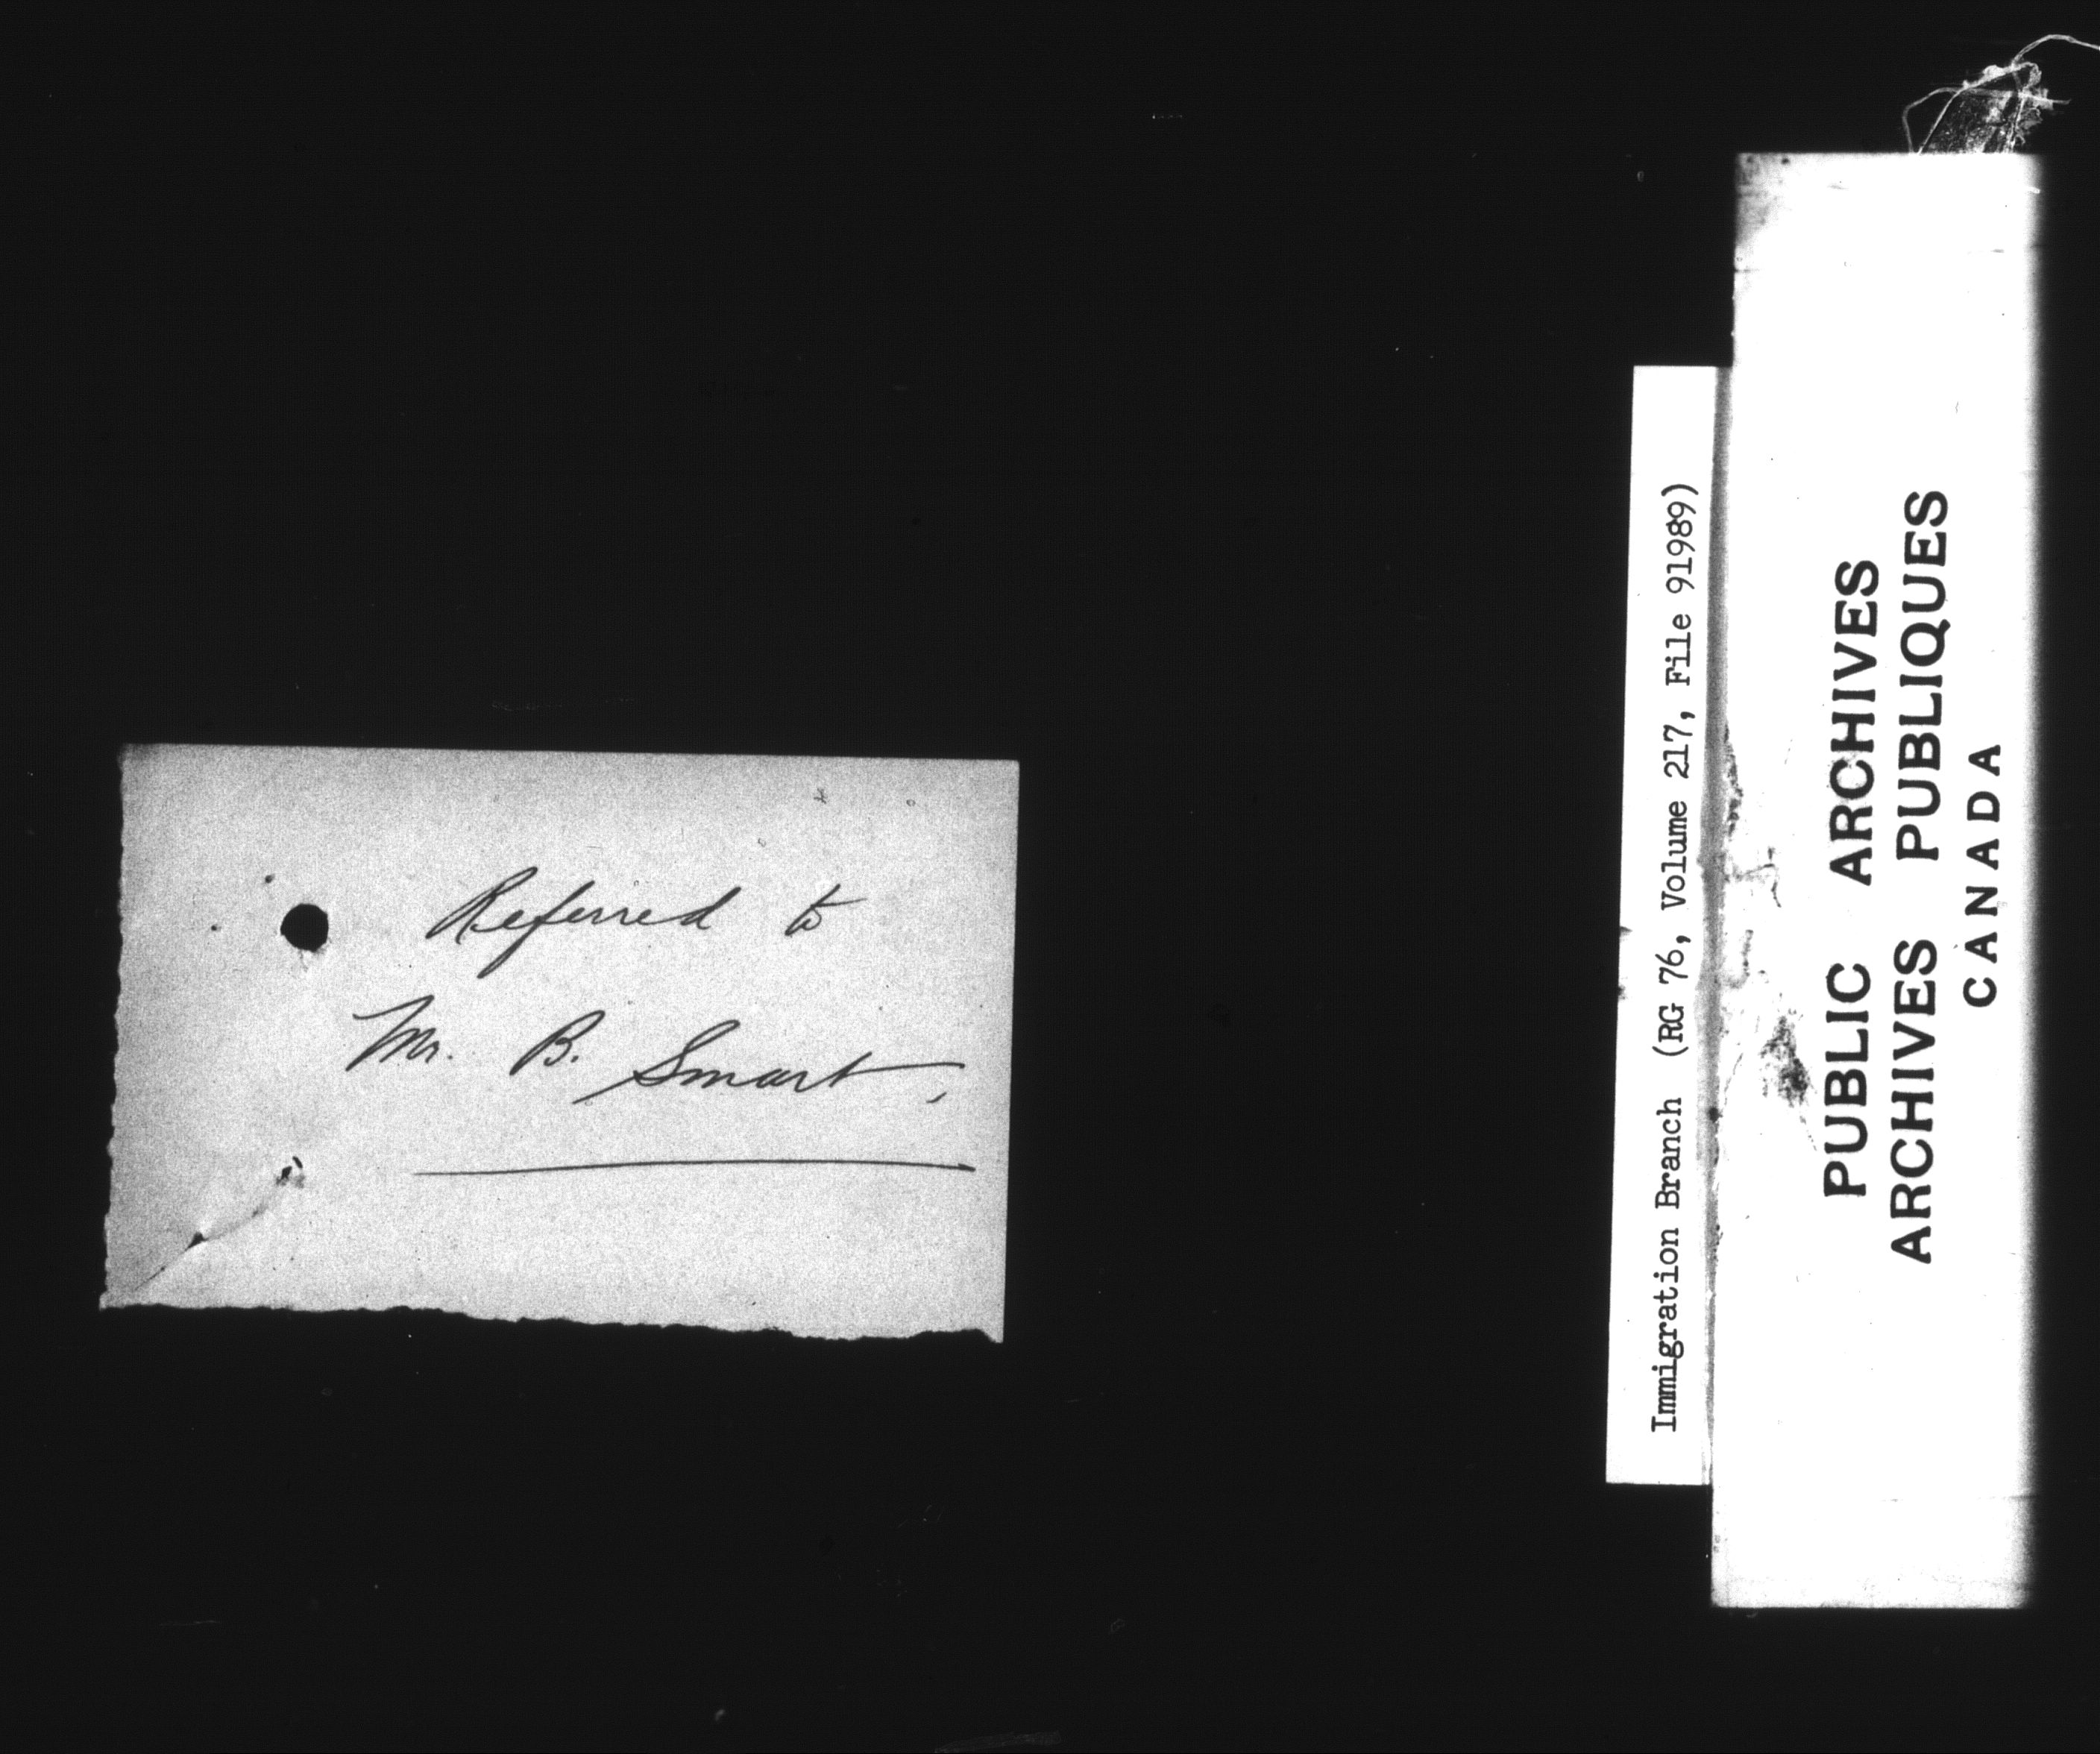 Referred to
Mr. B. Smart,
Immigration Branch (RG 76, Volume 217, File 91989)
PUBLIC ARCHIVES
ARCHIVES PUBLIQUES
CANADA